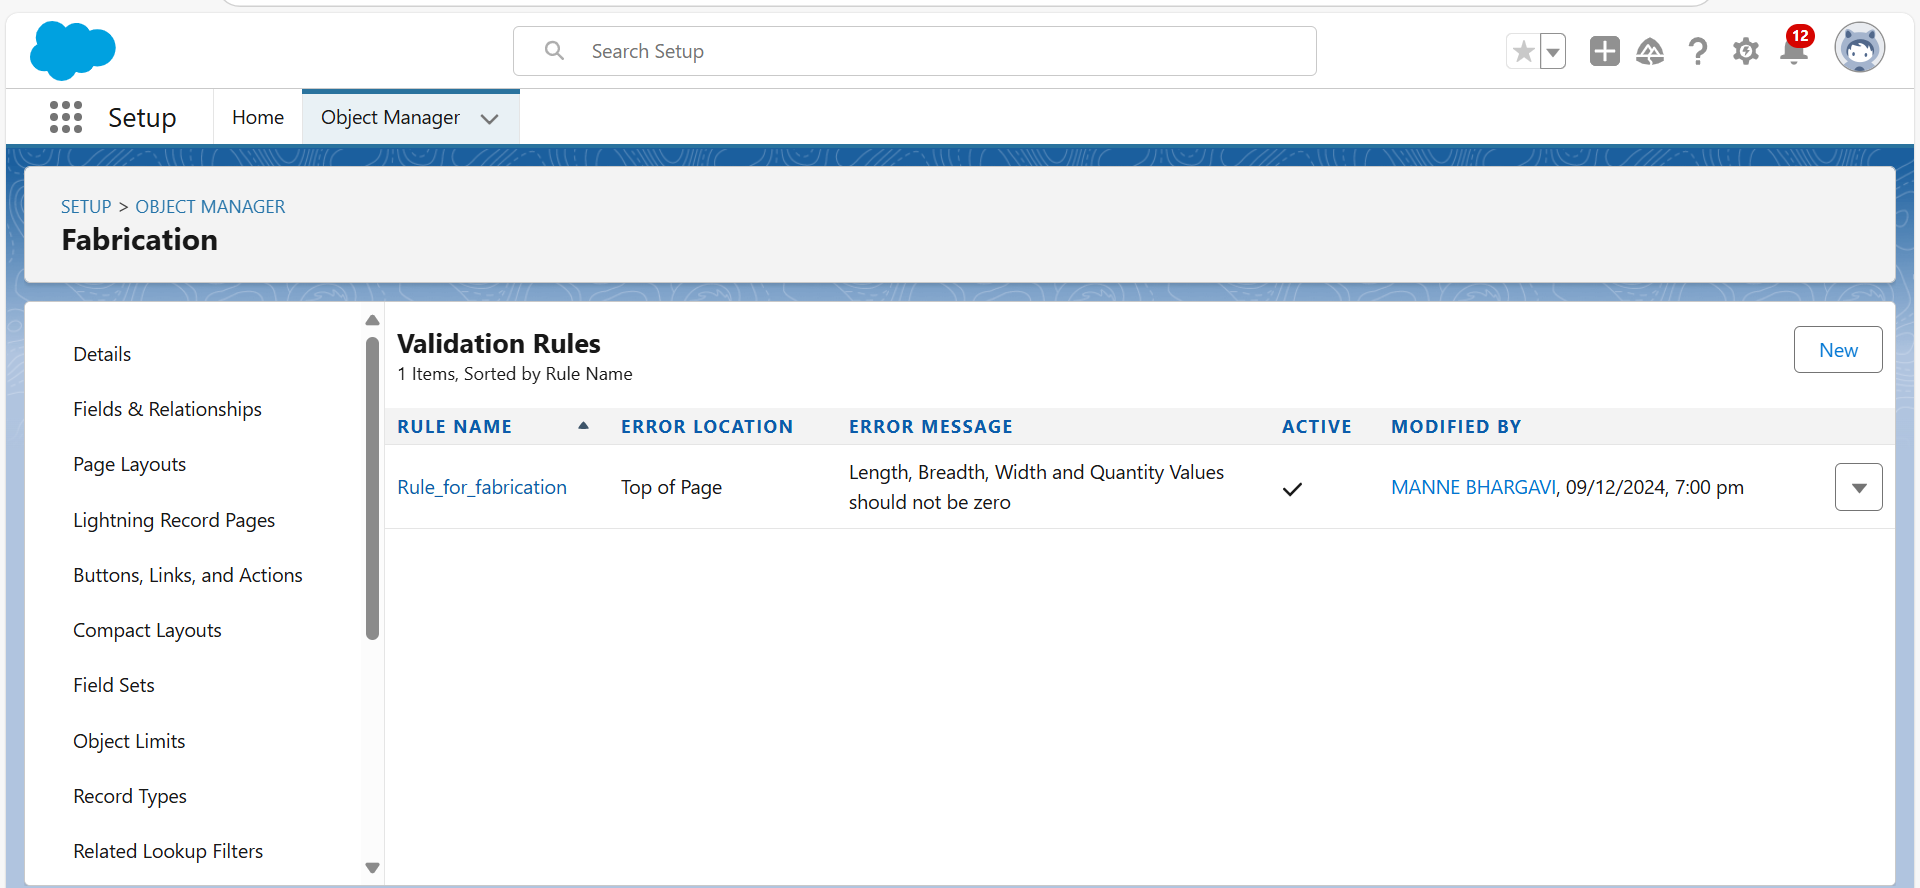 Search Setup
12
Setup
Home
Object Manager
SETUP > OBJECT MANAGER
Fabrication
Details
Fields & Relationships
Page Layouts
Lightning Record Pages
Buttons, Links, and Actions
Compact Layouts
Field Sets
Object Limits
Record Types
Related Lookup Filters
Validation Rules
1 Items, Sorted by Rule Name
New
RULE NAME ERROR LOCATION ERROR MESSAGE ACTIVE MODIFIED BY
Rule_for_fabrication Top of Page Length, Breadth, Width and Quantity Values
should not be zero
MANNE BHARGAVI, 09/12/2024, 7:00 pm